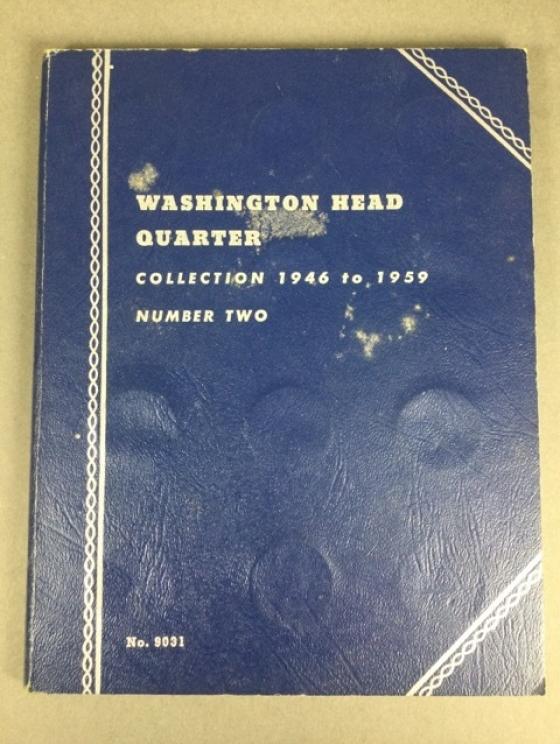 WASHINGTON HEAD
QUARTER
COLLECTION 1946 to 1959
NUMBER TWO
No. 9031